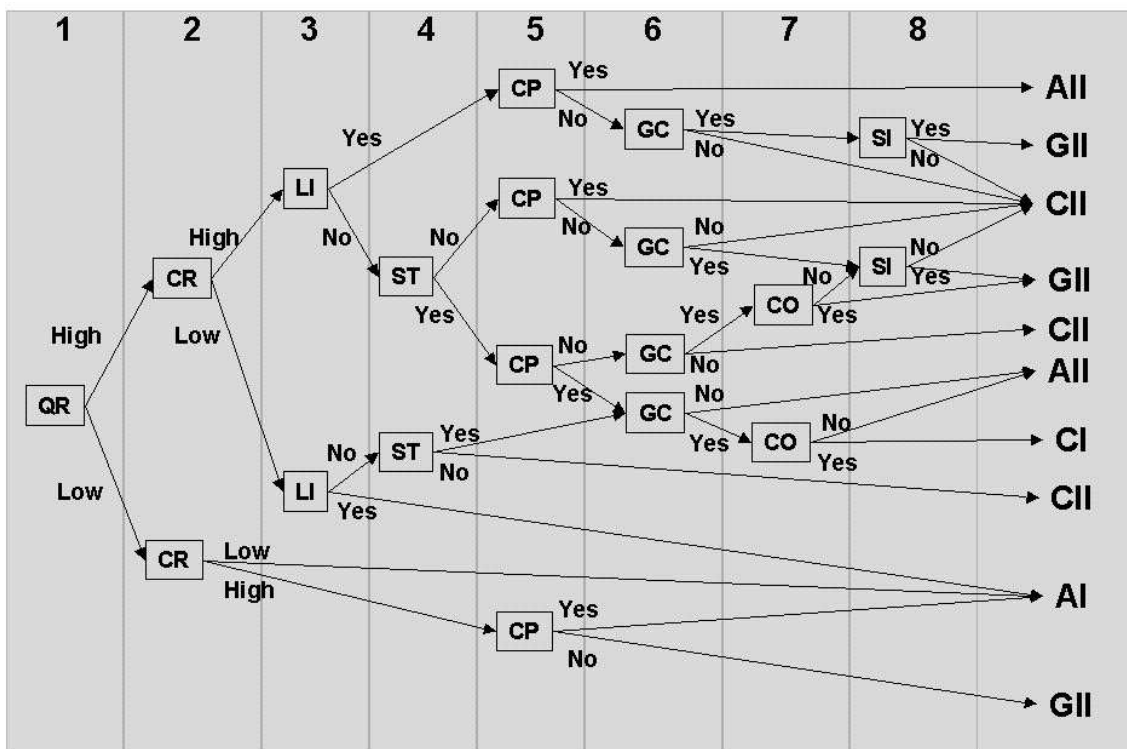 1 2 3 4 5 6 7 8
CP Yes AII
No
GC Yes SI Yes GII
No No
Yes
LI CP Yes CII
No
High No No GC No SI No
Yes Yes
CR ST No GII
Yes CO Yes
High Low Yes CII
CP No GC No
Yes AII
QR GC No
Yes CO No
No ST Yes Yes CI
No
Low LI CII
Yes
CR Low
High AI
CP Yes
No
GII